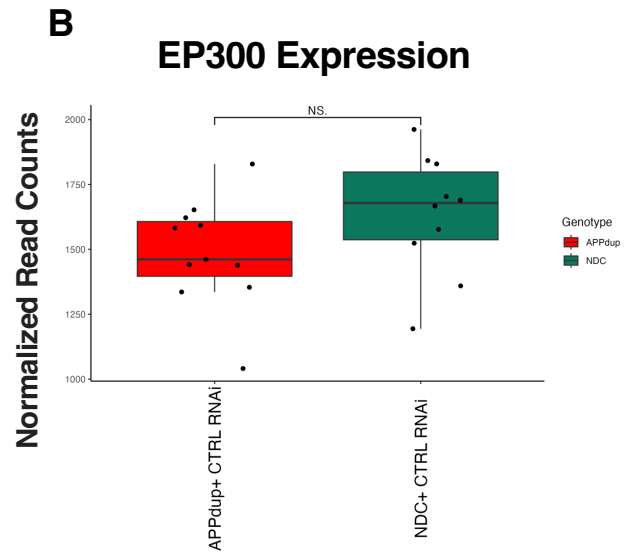 B
EP300 Expression
Normalized Read Counts
2000
1750
1500
1250
1000
NS.
APPdup+ CTRL RNAi
NDC+ CTRL RNAi
Genotype
APPdup
NDC